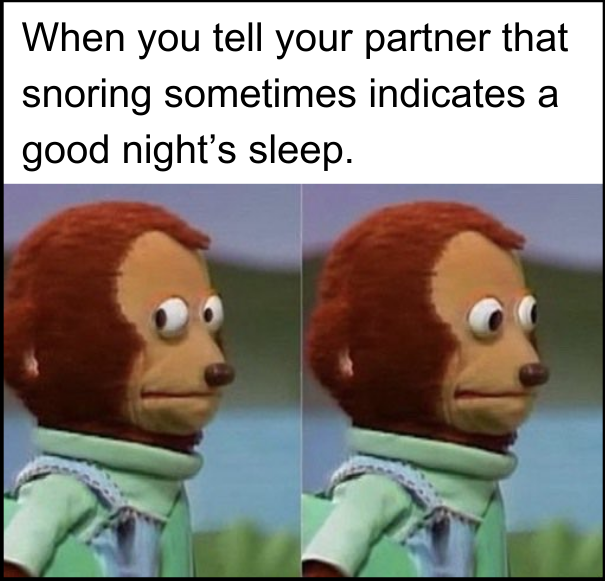 When you tell your partner that
snoring sometimes indicates a
good night’s sleep.